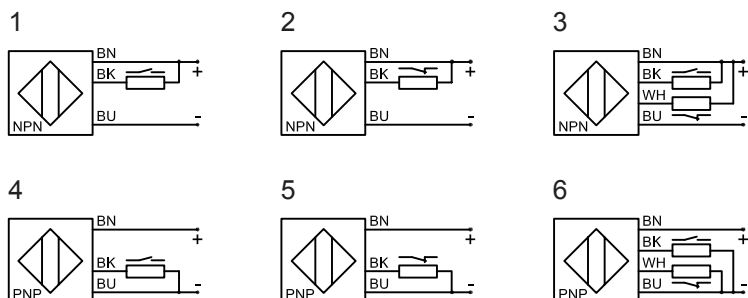 1 2 3
BN BN BN
+ + +
BK BK BK
WH
BU BU BU
- - -
NPN NPN NPN
4 5 6
BN BN BN
+ + +
BK
BK BK WH
BU BU BU
- - -
PNP PNP PNP